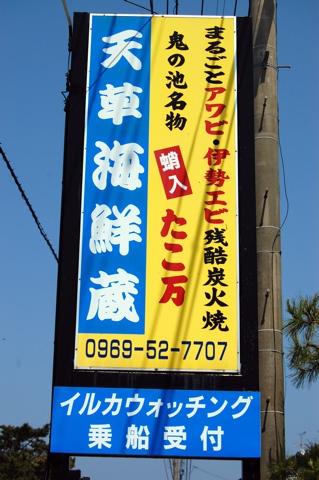 まるごとアワビ・伊勢エビ残酷炭火焼
鬼の池名物
蛸入
たこ万
天草海鮮蔵
0969-52-7707
イルカウォッチング
乗船受付